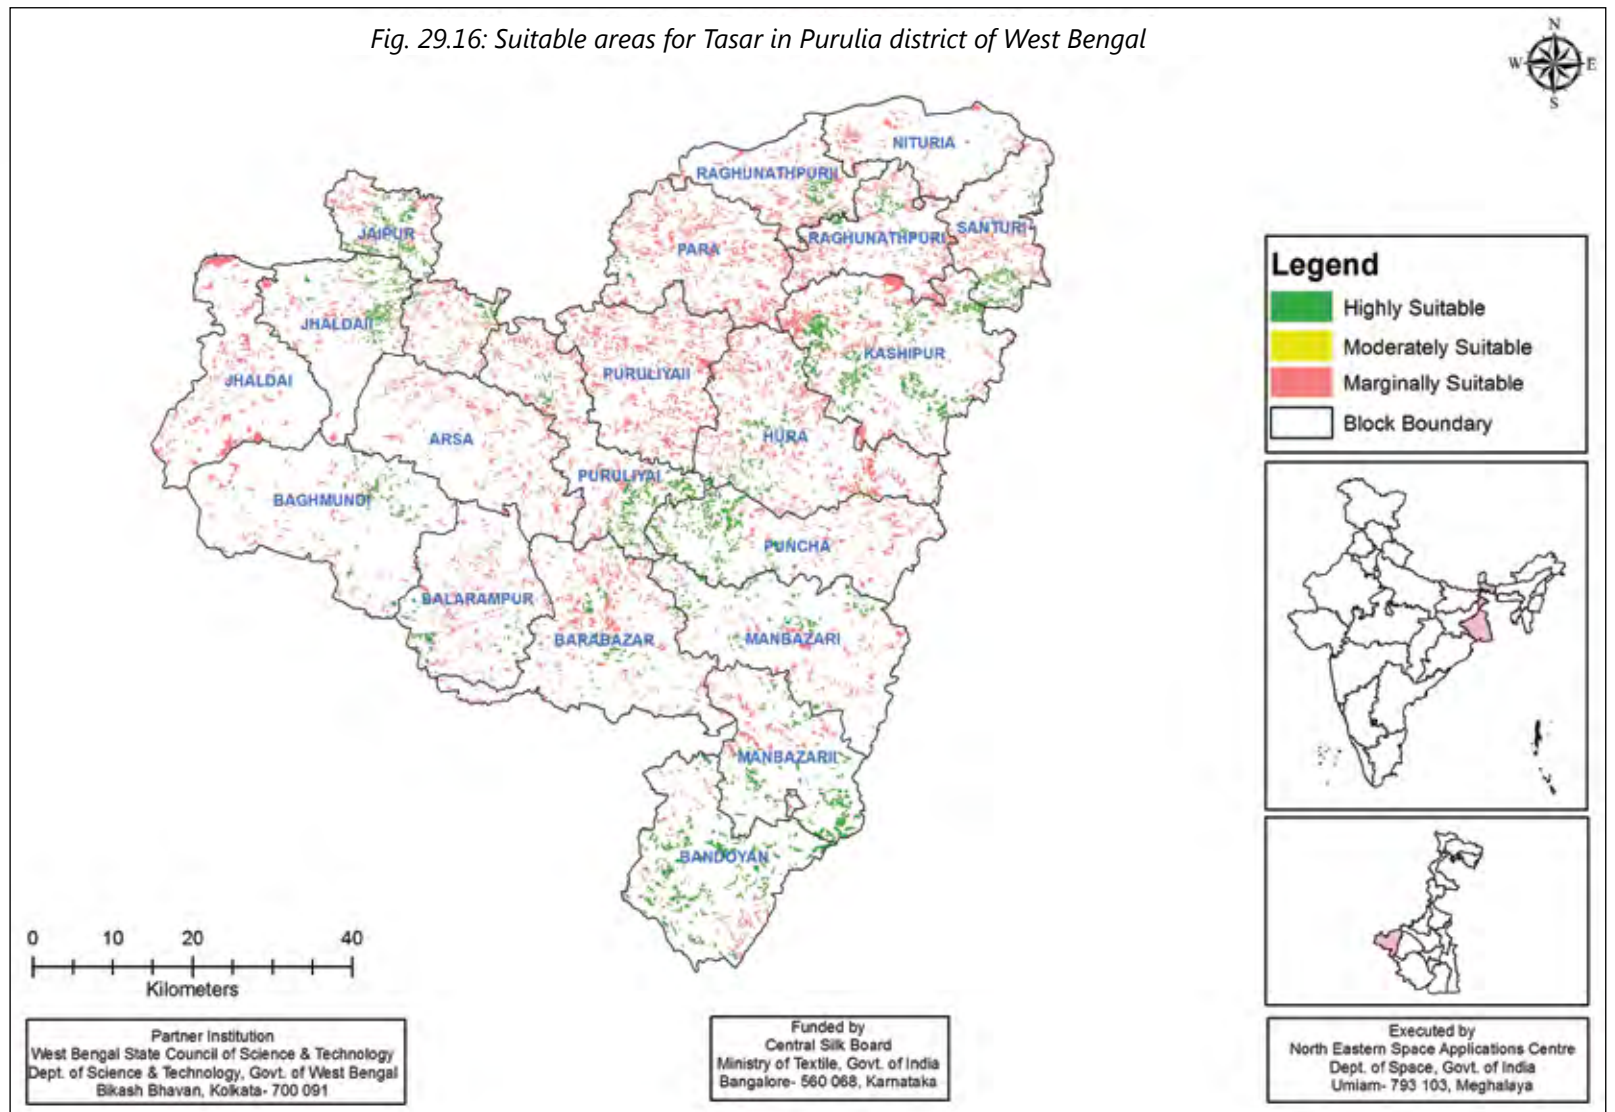 Fig. 29.16: Suitable areas for Tasar in Purulia district of West Bengal
N
W
E
S
NITURIA
RAGHUNATHPURII
JAIPUR
PARA
RAGHUNATHPURI
SANTURI
JHALDAII
KASHIPUR
PURULIYAII
JHALDAI
ARSA
HURA
PURULIYAI
BAGHMUNDI
PUNCHA
BALARAMPUR
BARABAZAR
MANBAZARI
MANBAZARII
BANDOYAN
Legend
Highly Suitable
Moderately Suitable
Marginally Suitable
Block Boundary
0 10 20 40
Kilometers
Partner Institution
West Bengal State Council of Science & Technology
Dept. of Science & Technology, Govt. of West Bengal
Bikash Bhavan, Kolkata- 700 091
Funded by
Central Silk Board
Ministry of Textile, Govt. of India
Bangalore- 560 068, Karnataka
Executed by
North Eastern Space Applications Centre
Dept. of Space, Govt. of India
Umiam- 793 103, Meghalaya